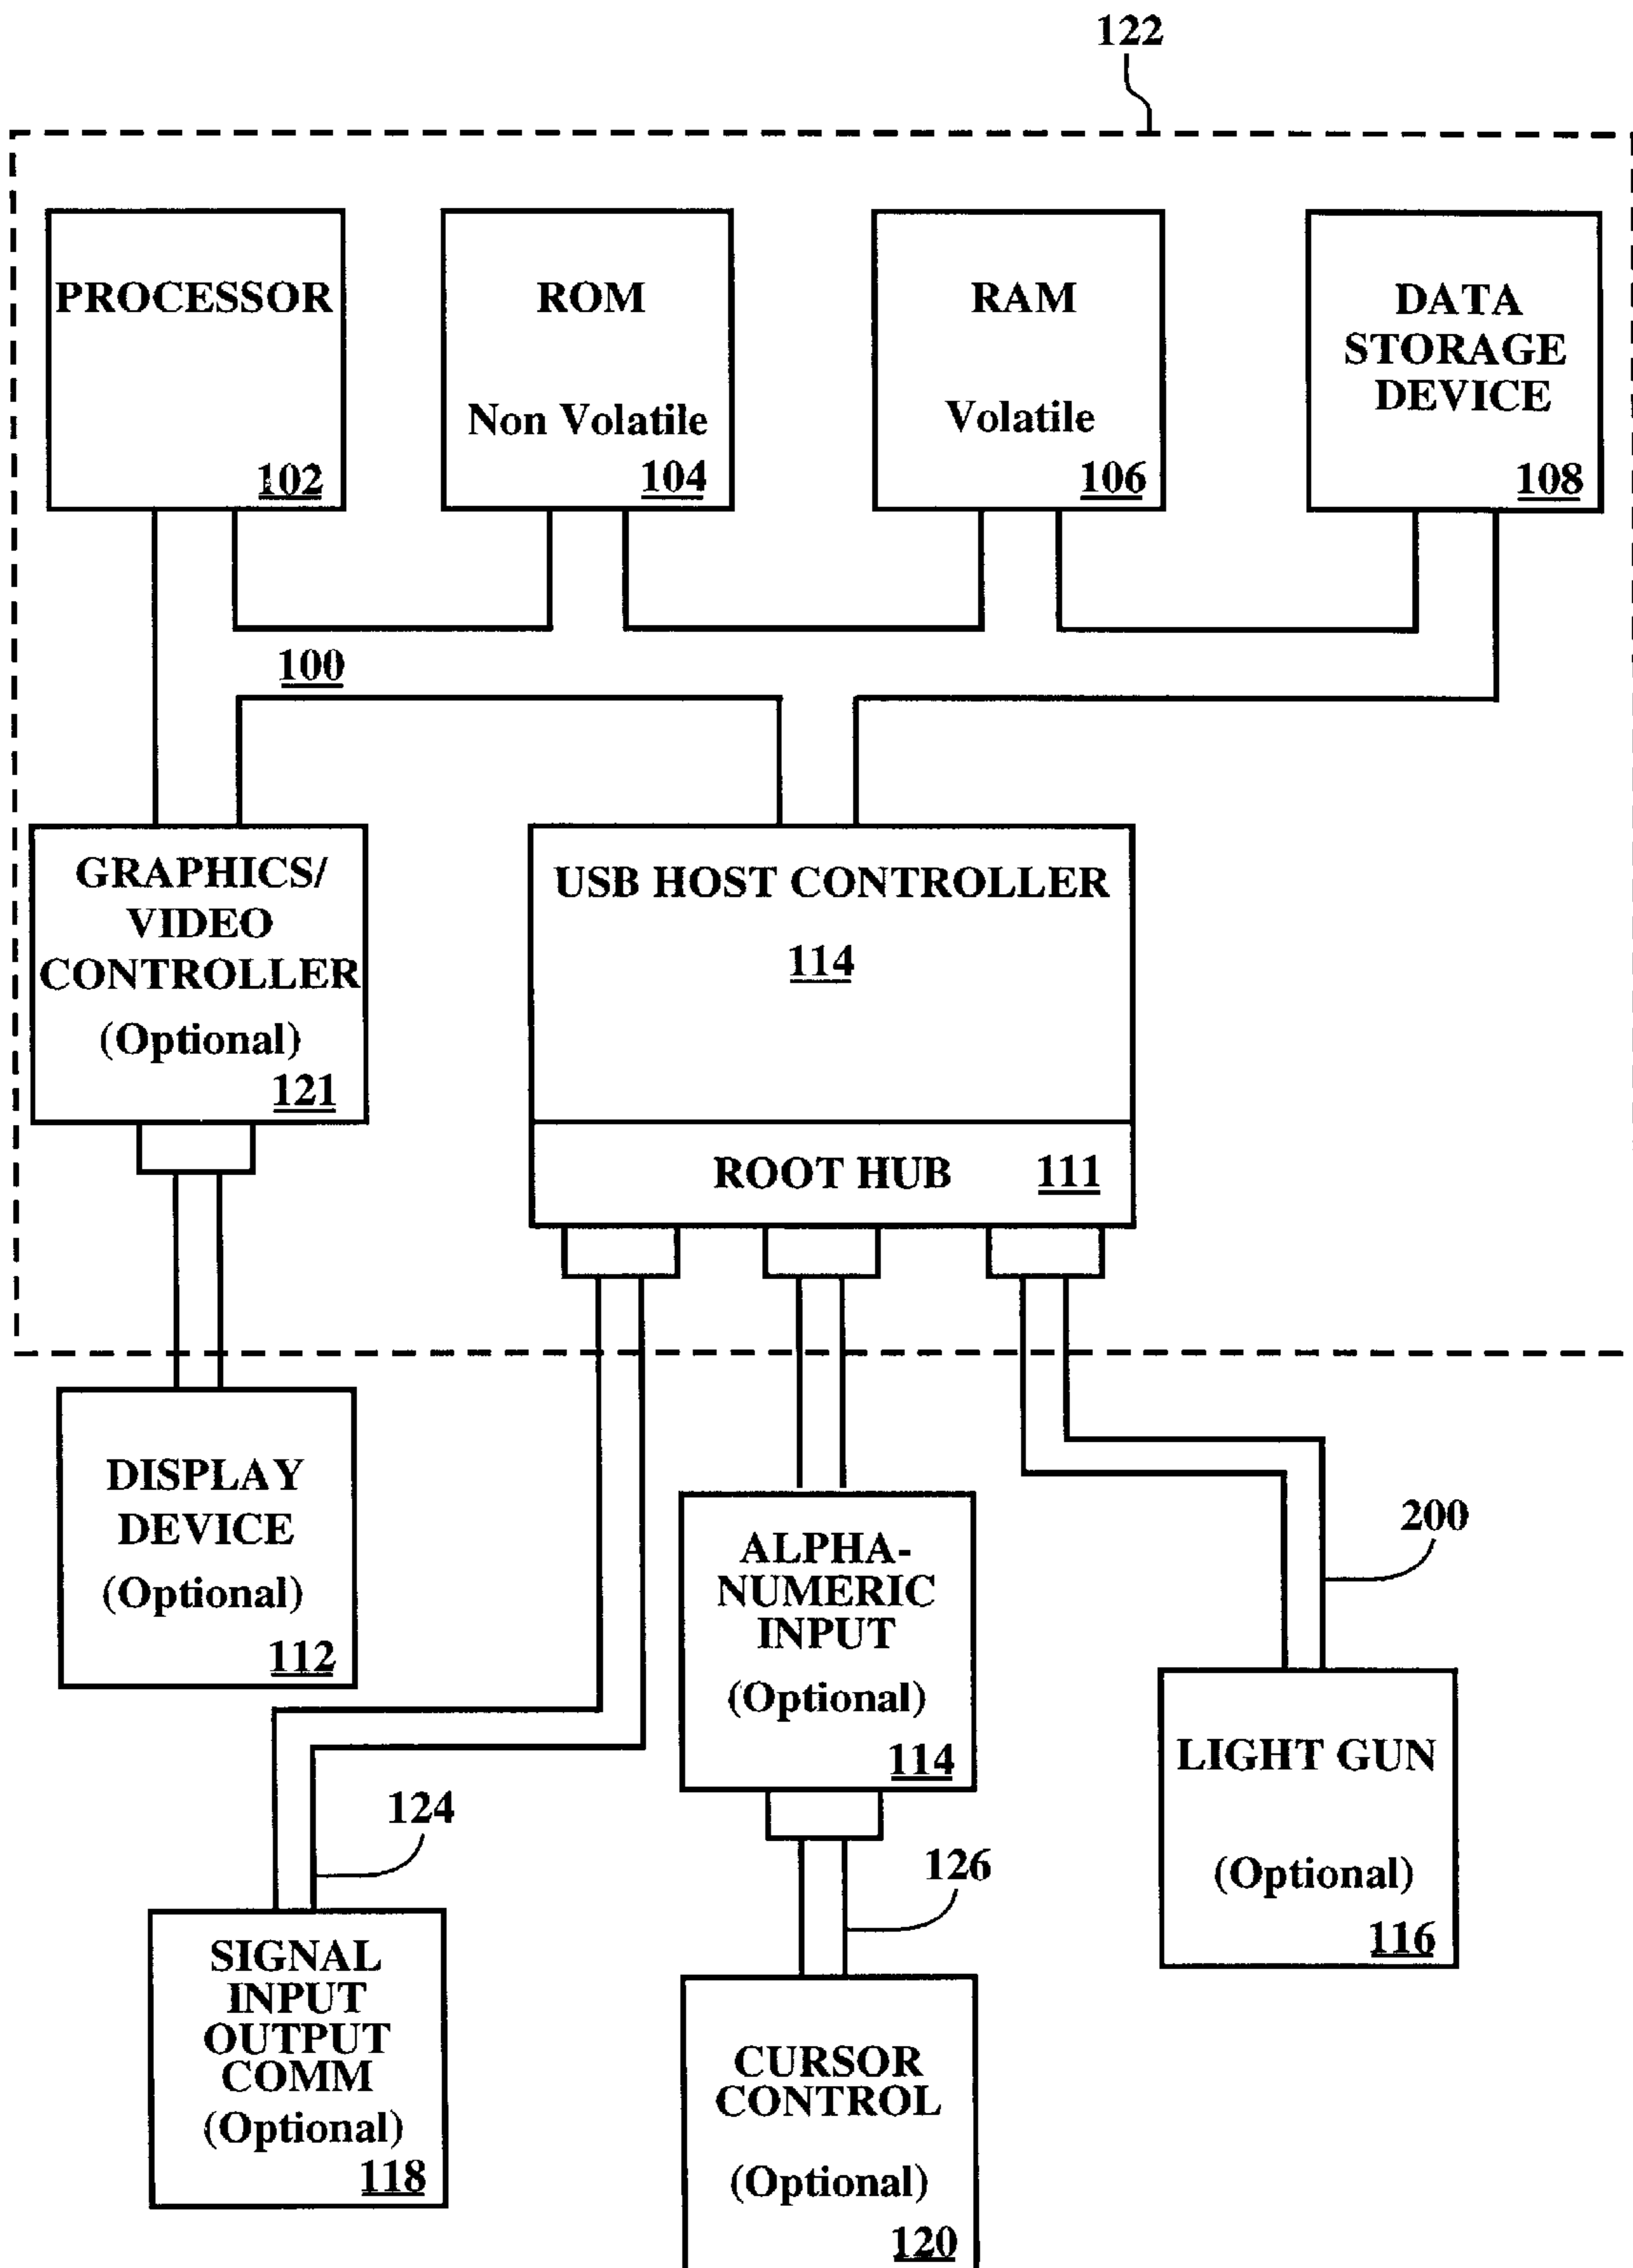 122
PROCESSOR
102
ROM
Non Volatile
104
RAM
Volatile
106
DATA
STORAGE
DEVICE
108
100
GRAPHICS/
VIDEO
CONTROLLER
(Optional)
121
USB HOST CONTROLLER
114
ROOT HUB 111
DISPLAY
DEVICE
(Optional)
112
ALPHA-
NUMERIC
INPUT
(Optional)
114
200
LIGHT GUN
(Optional)
116
124
126
SIGNAL
INPUT
OUTPUT
COMM
(Optional)
118
CURSOR
CONTROL
(Optional)
120